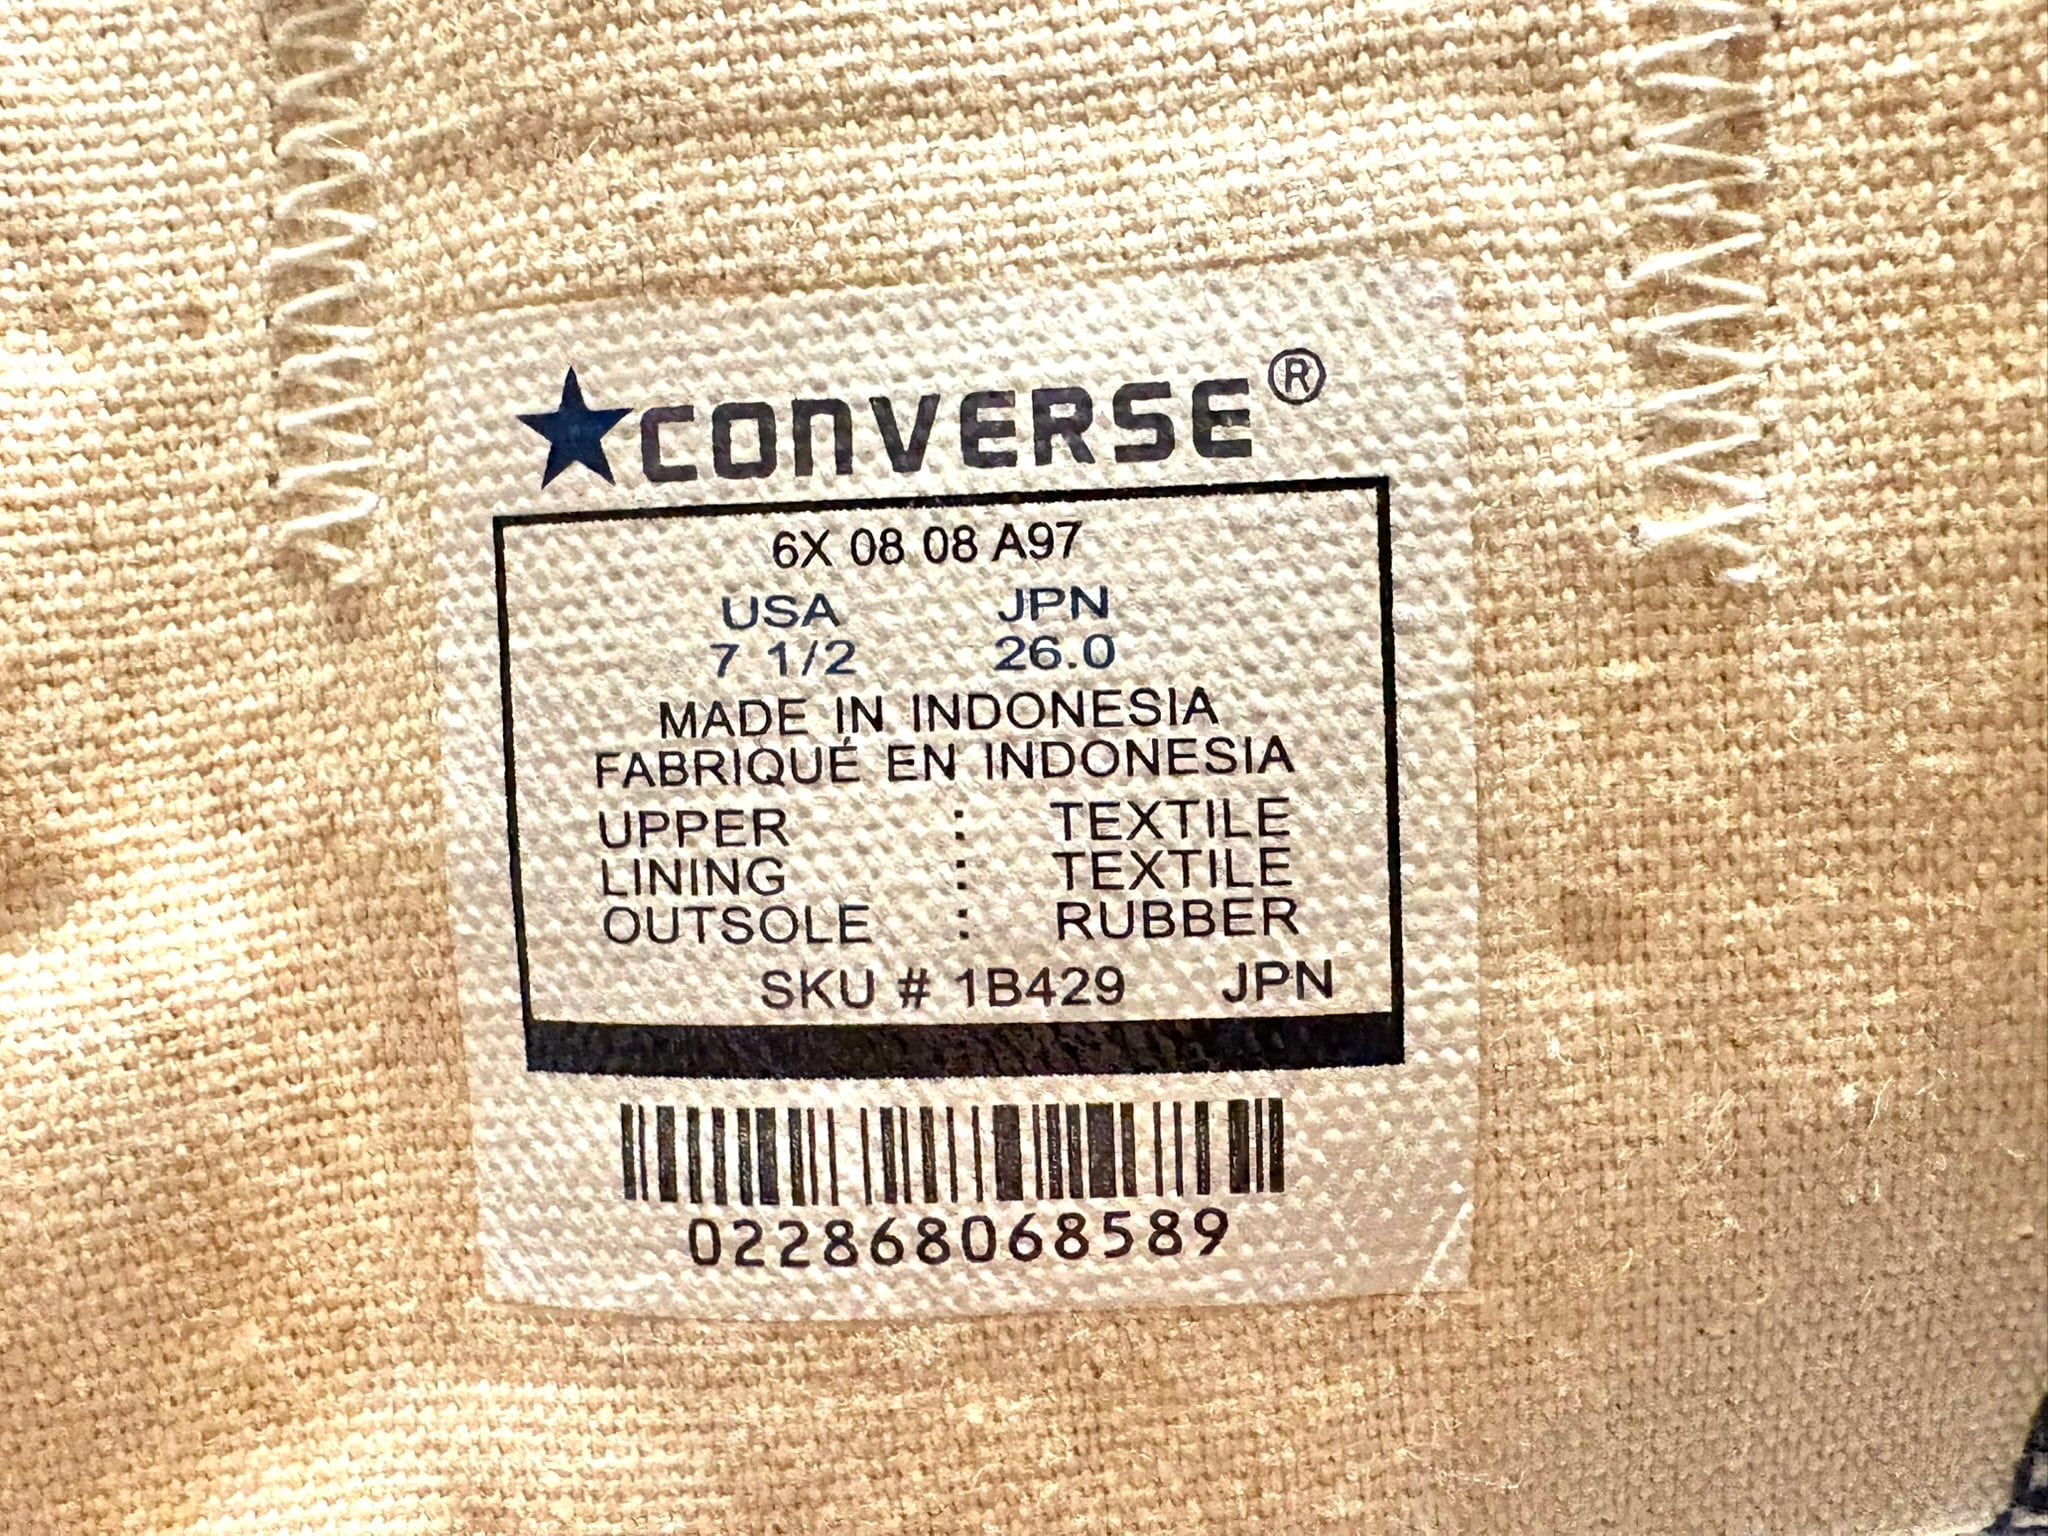 ★CONVERSE®
6X 08 08 A97
USA JPN
7 1/2 26.0
MADE IN INDONESIA
FABRIQUÉ EN INDONESIA
UPPER : TEXTILE
LINING : TEXTILE
OUTSOLE : RUBBER
SKU # 1B429 JPN
022868068589